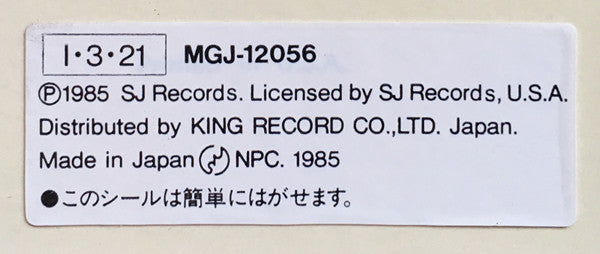 1・3・21 MGJ-12056
Ⓟ1985 SJ Records. Licensed by SJ Records, U.S.A.
Distributed by KING RECORD CO.,LTD. Japan.
Made in Japan NPC. 1985
●このシールは簡単にはがせます。